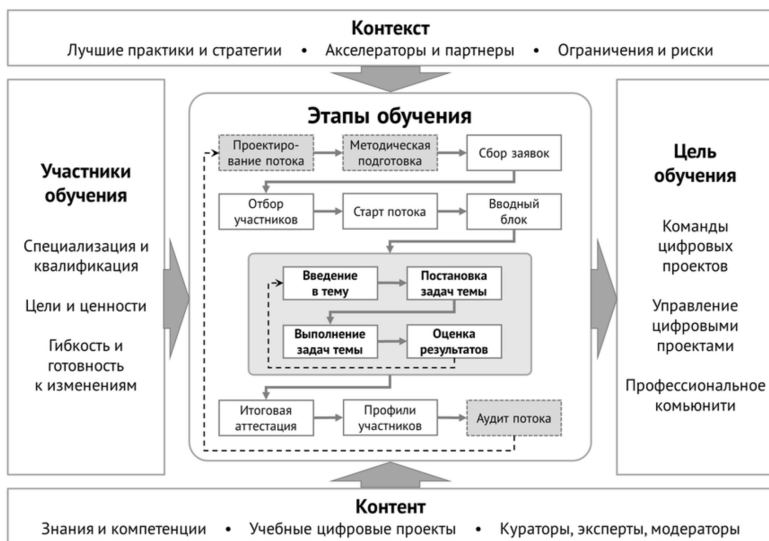 Контекст
Лучшие практики и стратегии • Акселераторы и партнеры • Ограничения и риски
Участники
обучения
Специализация и
квалификация
Цели и ценности
Гибкость и
готовность
к изменениям
Этапы обучения
Проектиро-
вание потока
Методическая
подготовка
Сбор заявок
Отбор
участников
Старт потока
Вводный
блок
Введение
в тему
Постановка
задач темы
Выполнение
задач темы
Оценка
результатов
Итоговая
аттестация
Профили
участников
Аудит потока
Цель
обучения
Команды
цифровых
проектов
Управление
цифровыми
проектами
Профессиональное
комьюнити
Контент
Знания и компетенции • Учебные цифровые проекты • Кураторы, эксперты, модераторы